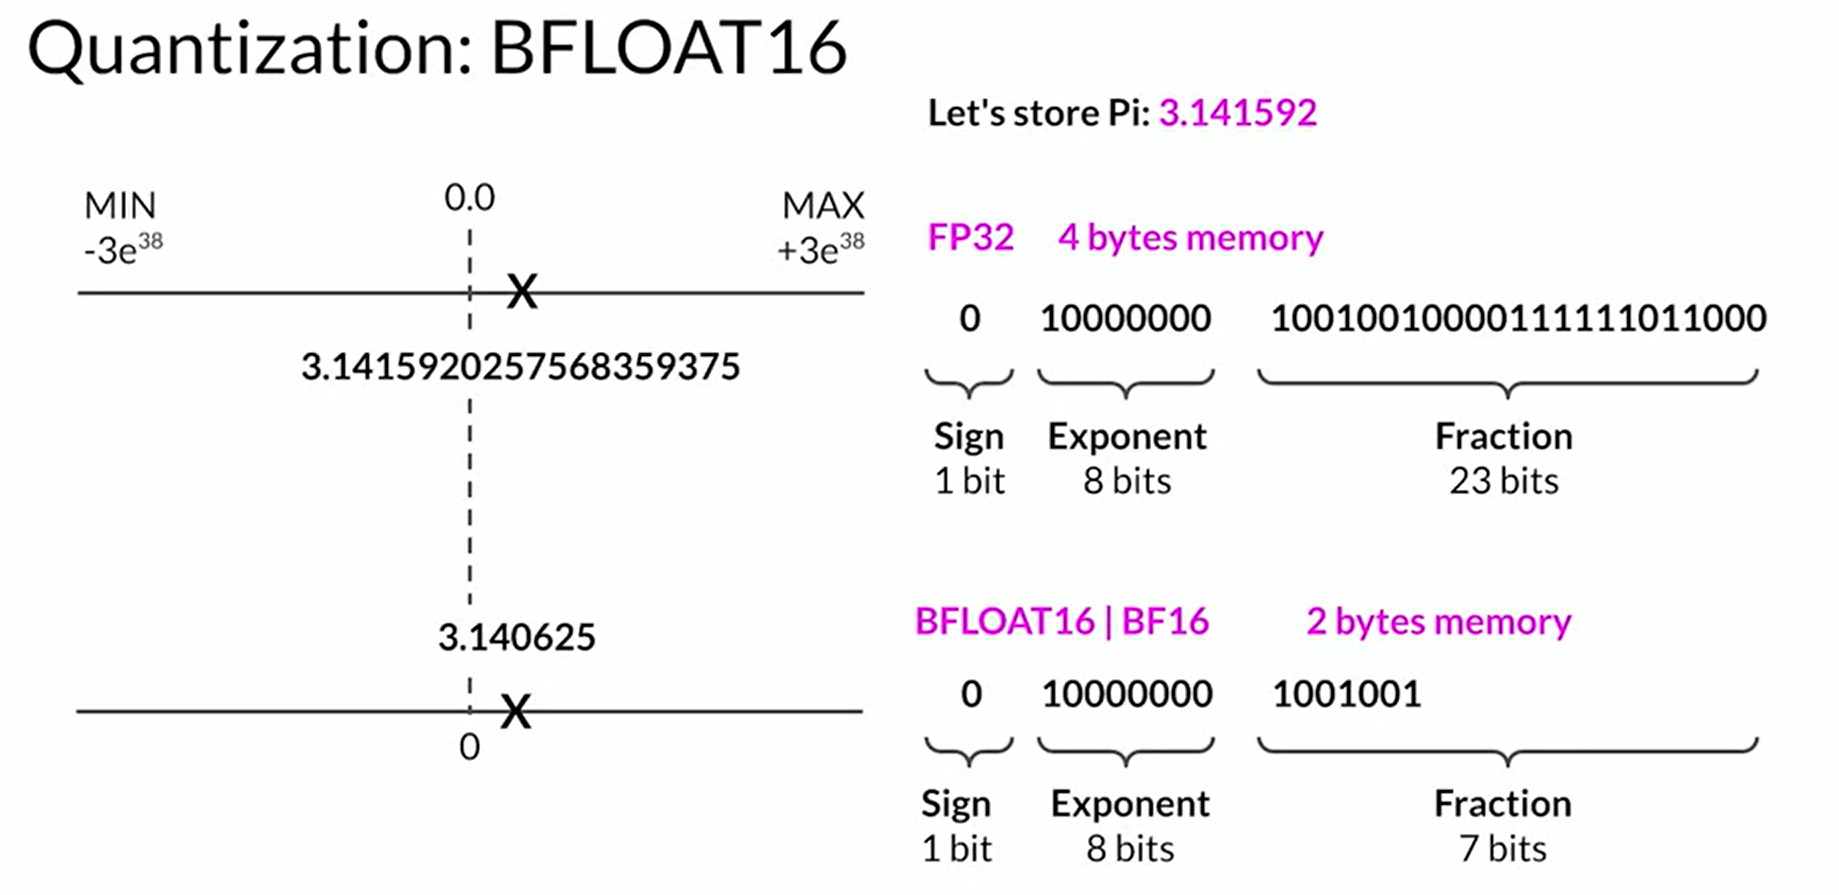 Quantization: BFLOAT16
Let's store Pi: 3.141592
MIN
-3e³⁸
0.0
MAX
+3e³⁸
X
3.1415920257568359375
3.140625
X
0
FP32 4 bytes memory
0 10000000 10010010000111111011000
Sign Exponent Fraction
1 bit 8 bits 23 bits
BFLOAT16 | BF16 2 bytes memory
0 10000000 1001001
Sign Exponent Fraction
1 bit 8 bits 7 bits